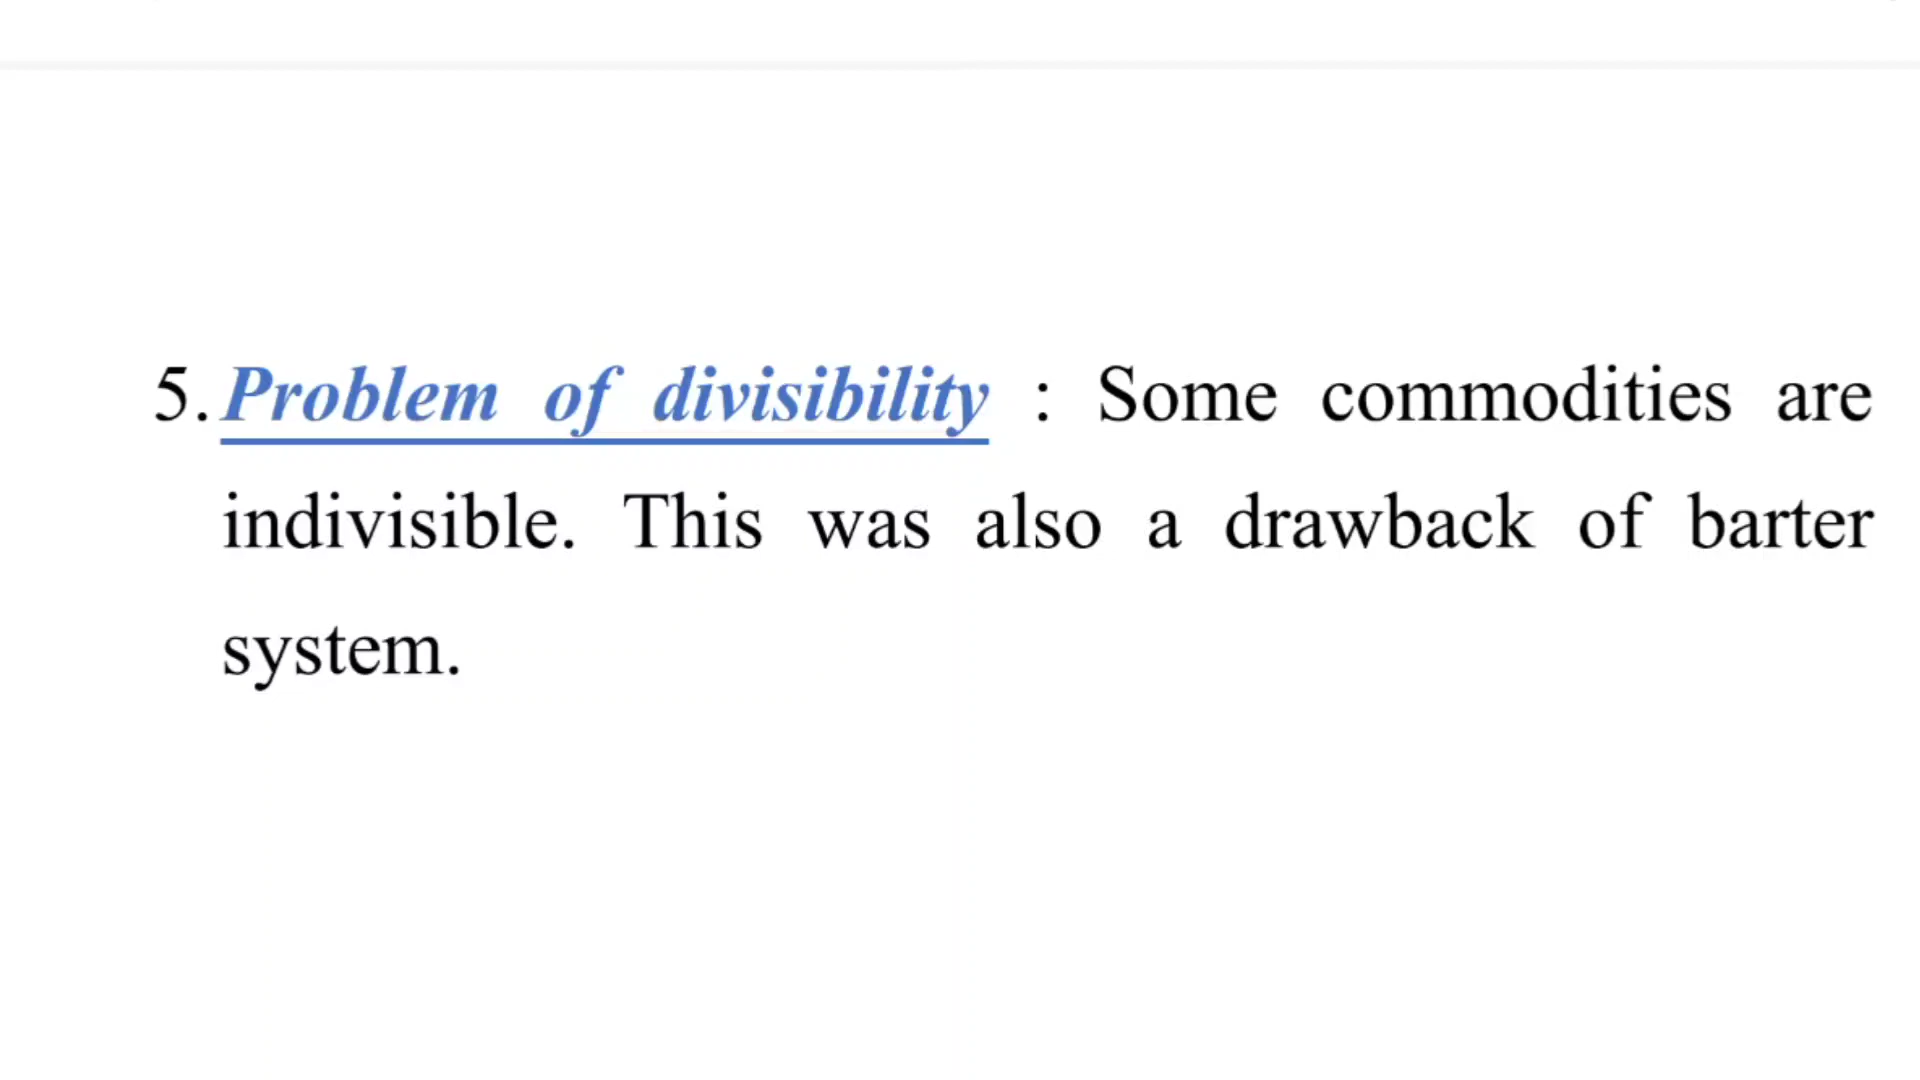 5. Problem of divisibility : Some commodities are
indivisible. This was also a drawback of barter
system.